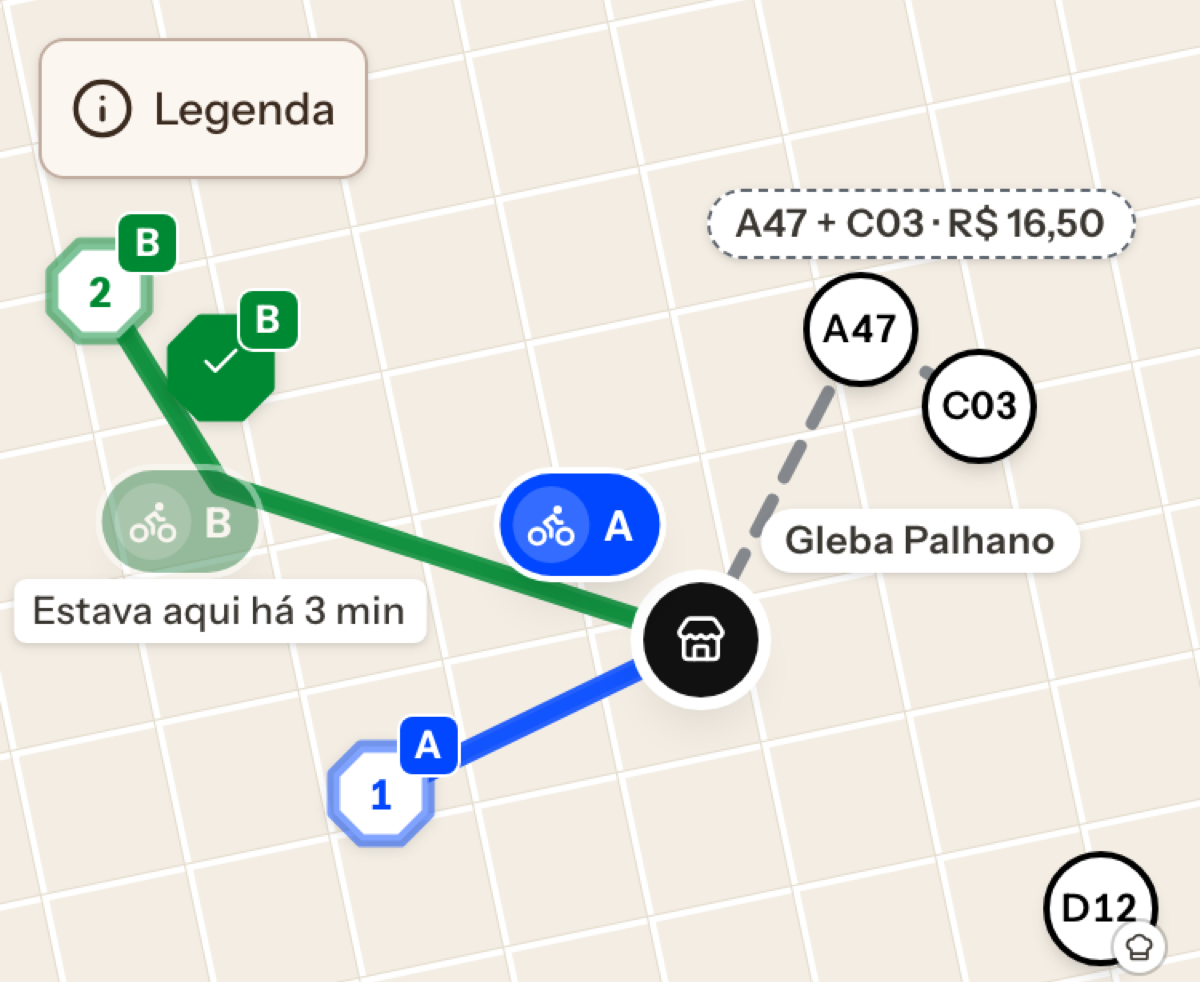 Legenda
A47 + C03 · R$ 16,50
B
2
B
A47
C03
B
A
Gleba Palhano
Estava aqui há 3 min
A
1
D12